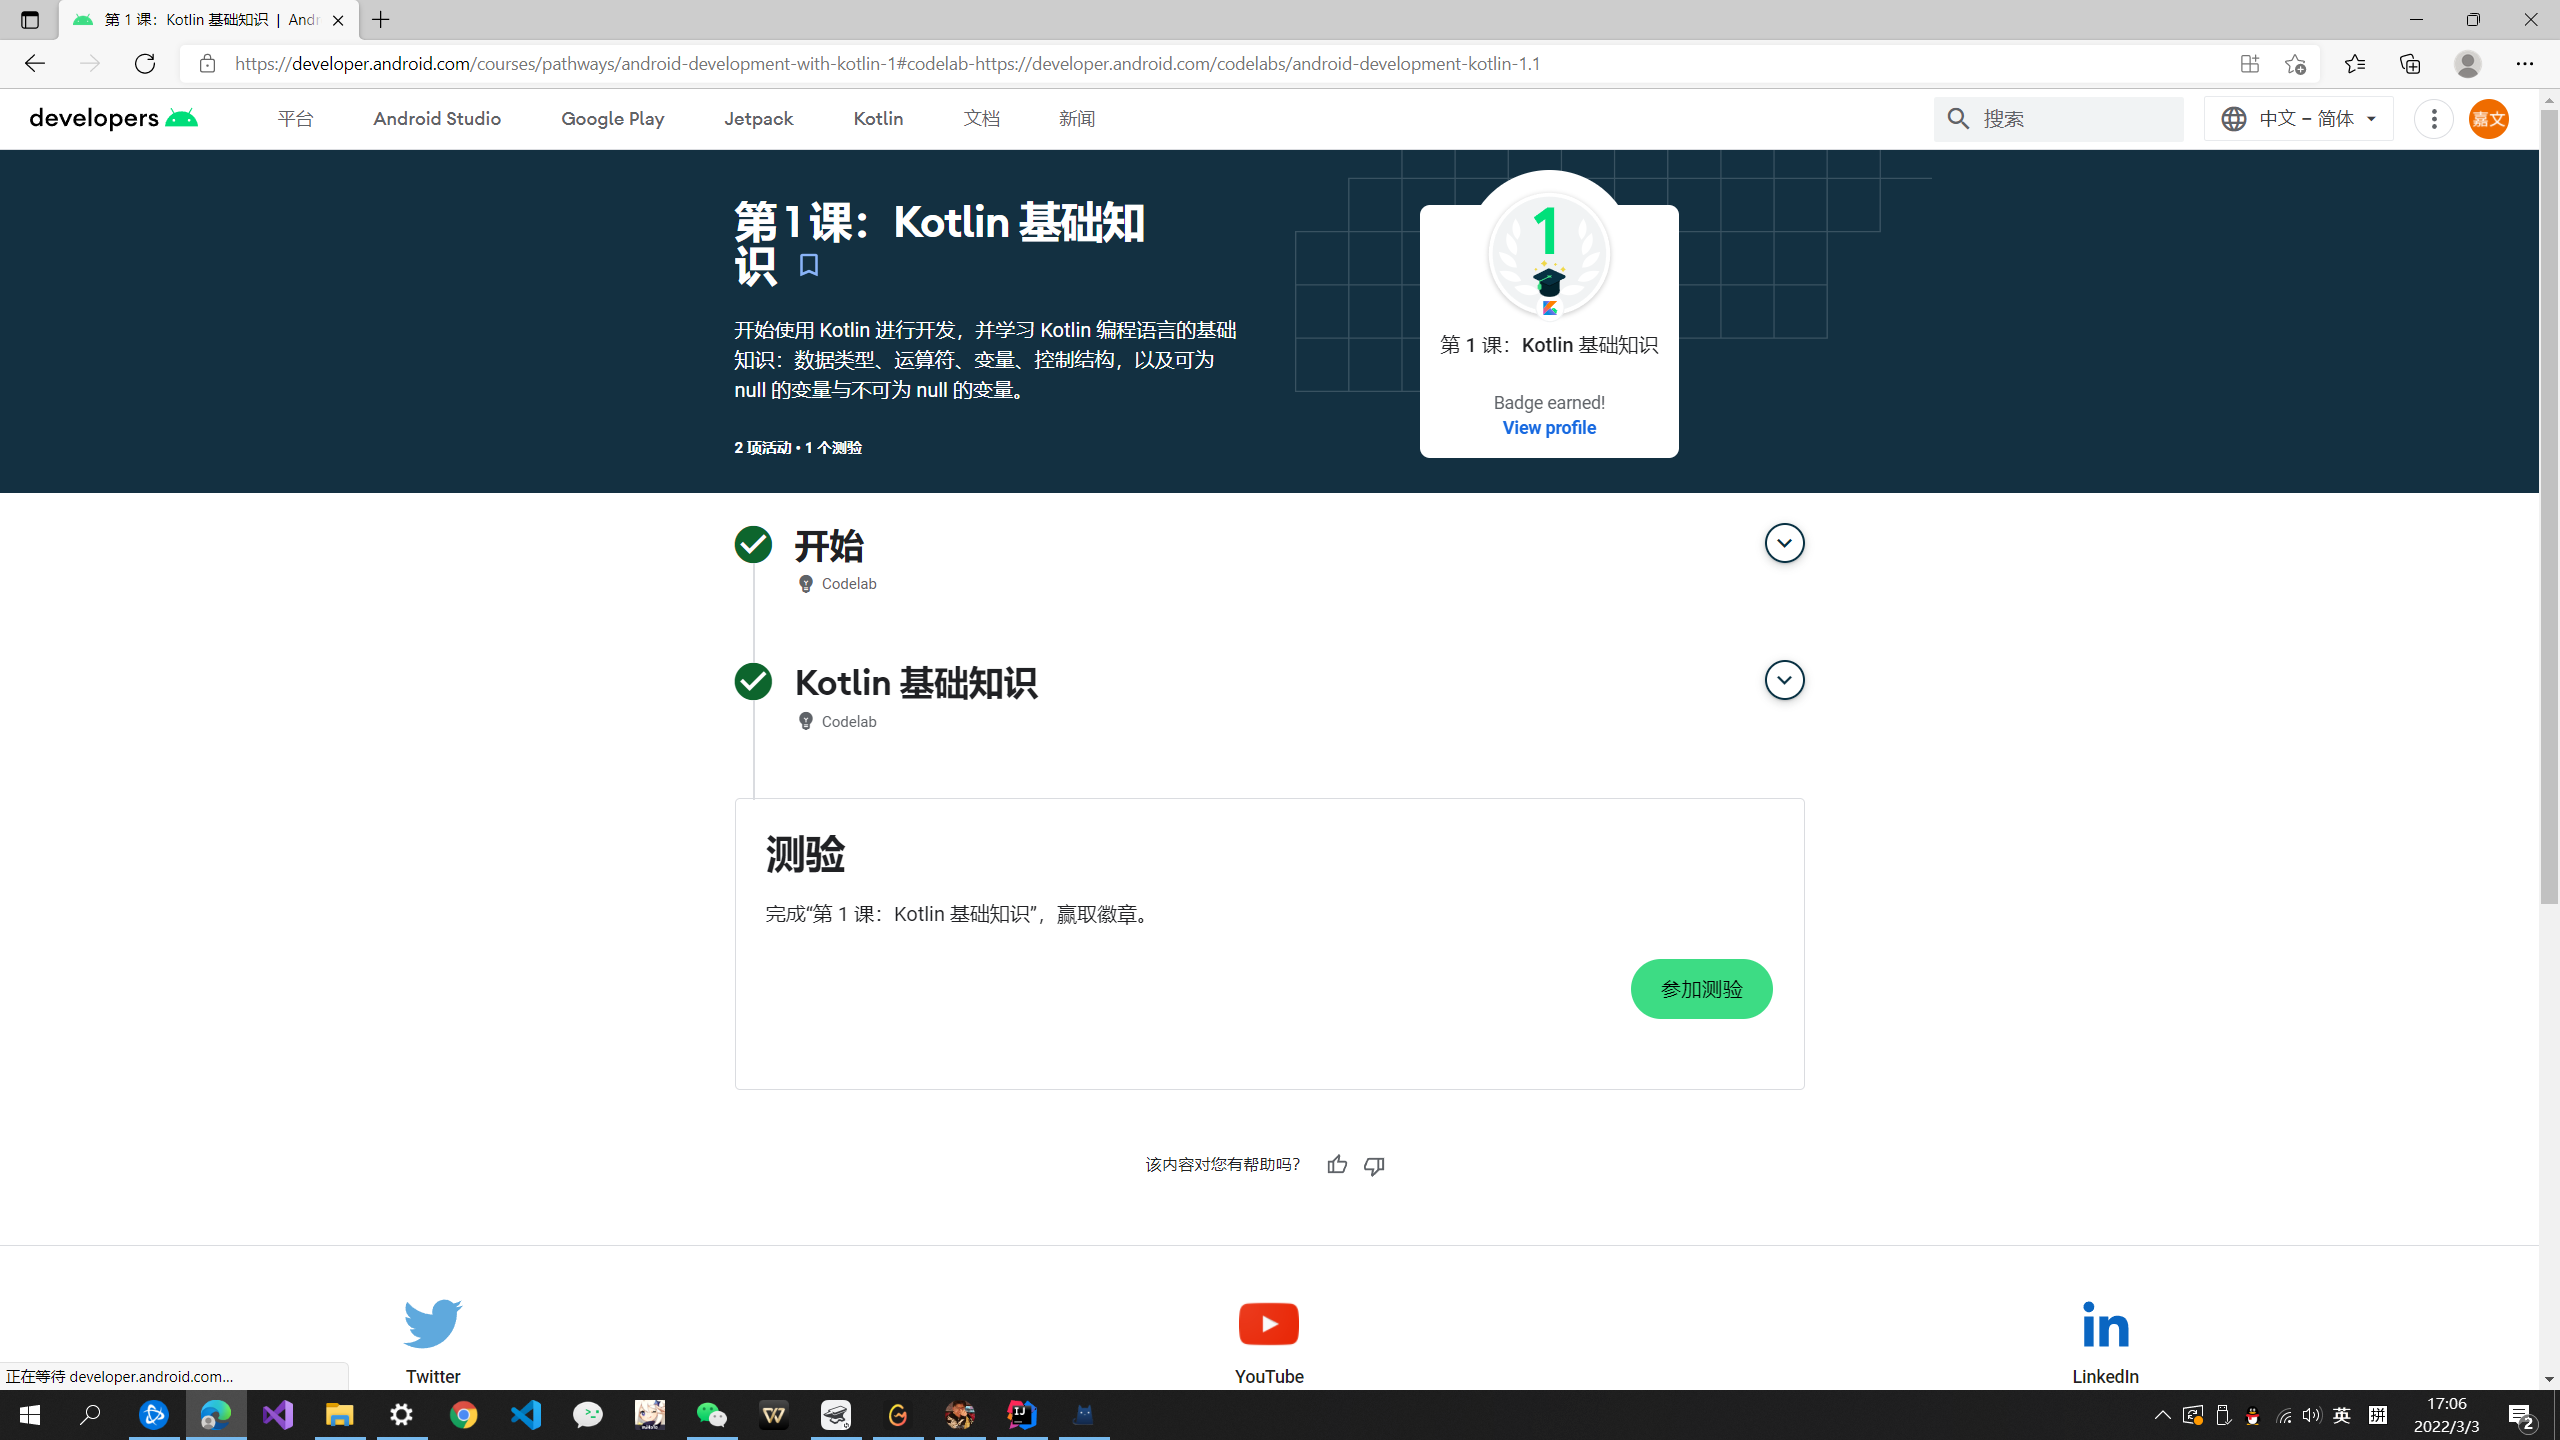 第 1 课：Kotlin 基础知识 | Andr
https://developer.android.com/courses/pathways/android-development-with-kotlin-1#codelab-https://developer.android.com/codelabs/android-development-kotlin-1.1
developers 平台 Android Studio Google Play Jetpack Kotlin 文档 新闻 搜索 中文 – 简体 嘉文
第 1 课：Kotlin 基础知
识
开始使用 Kotlin 进行开发，并学习 Kotlin 编程语言的基础
知识：数据类型、运算符、变量、控制结构，以及可为
null 的变量与不可为 null 的变量。
2 项活动 • 1 个测验
1
第 1 课：Kotlin 基础知识
Badge earned!
View profile
开始
Codelab
Kotlin 基础知识
Codelab
测验
完成“第 1 课：Kotlin 基础知识”，赢取徽章。
参加测验
该内容对您有帮助吗？
Twitter YouTube LinkedIn
正在等待 developer.android.com...
英 拼 17:06
2022/3/3
2